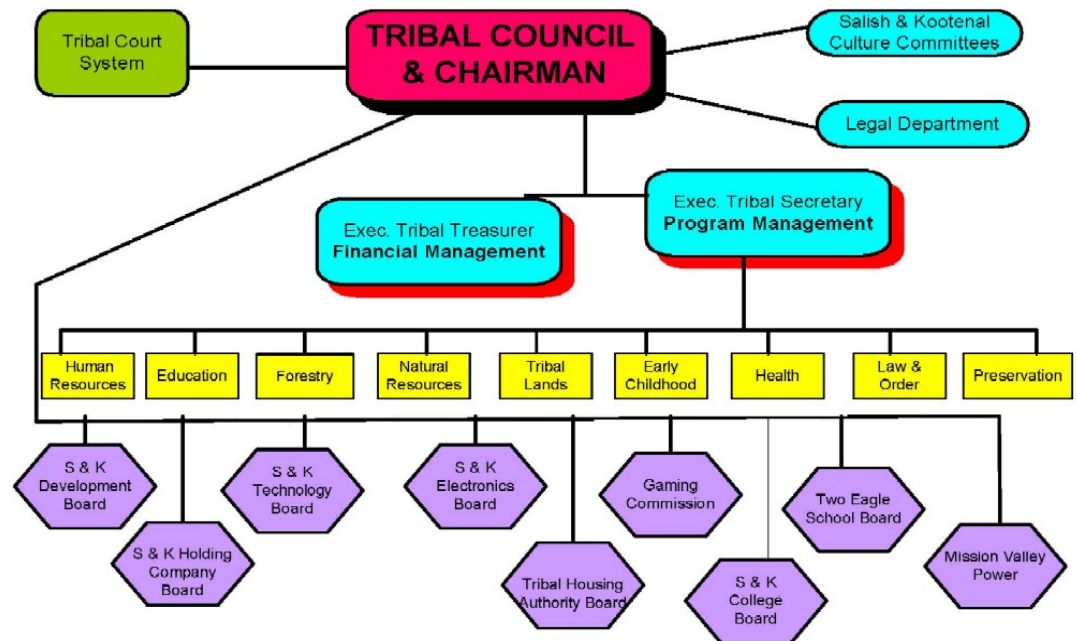 Tribal Court
System
TRIBAL COUNCIL
& CHAIRMAN
Salish & Kootenal
Culture Committees
Legal Department
Exec. Tribal Treasurer
Financial Management
Exec. Tribal Secretary
Program Management
Human
Resources
Education
Forestry
Natural
Resources
Tribal
Lands
Early
Childhood
Health
Law &
Order
Preservation
S & K
Development
Board
S & K Holding
Company
Board
S & K
Technology
Board
S & K
Electronics
Board
Tribal Housing
Authority Board
Gaming
Commission
S & K
College
Board
Two Eagle
School Board
Mission Valley
Power